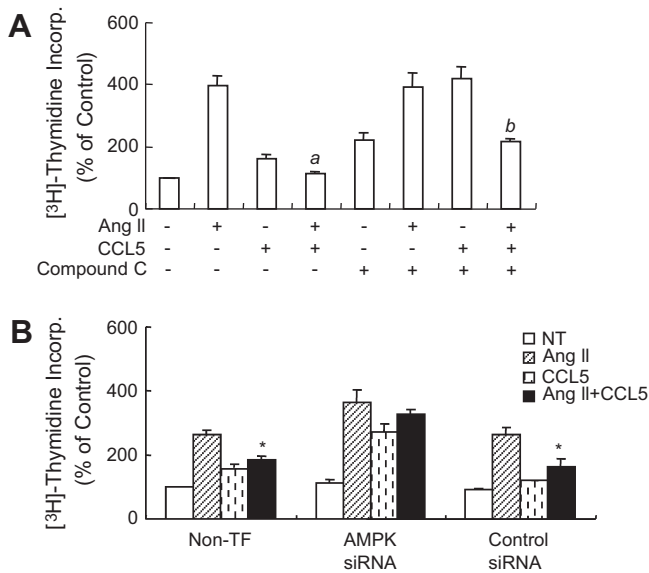 A
[³H]-Thymidine Incorp.
(% of Control)
600
400
200
0
a
b
Ang II - + - + - + - +
CCL5 - - + + - - + +
Compound C - - - - + + + +
B
[³H]-Thymidine Incorp.
(% of Control)
600
400
200
0
NT
Ang II
CCL5
Ang II+CCL5
*
*
Non-TF
AMPK
siRNA
Control
siRNA